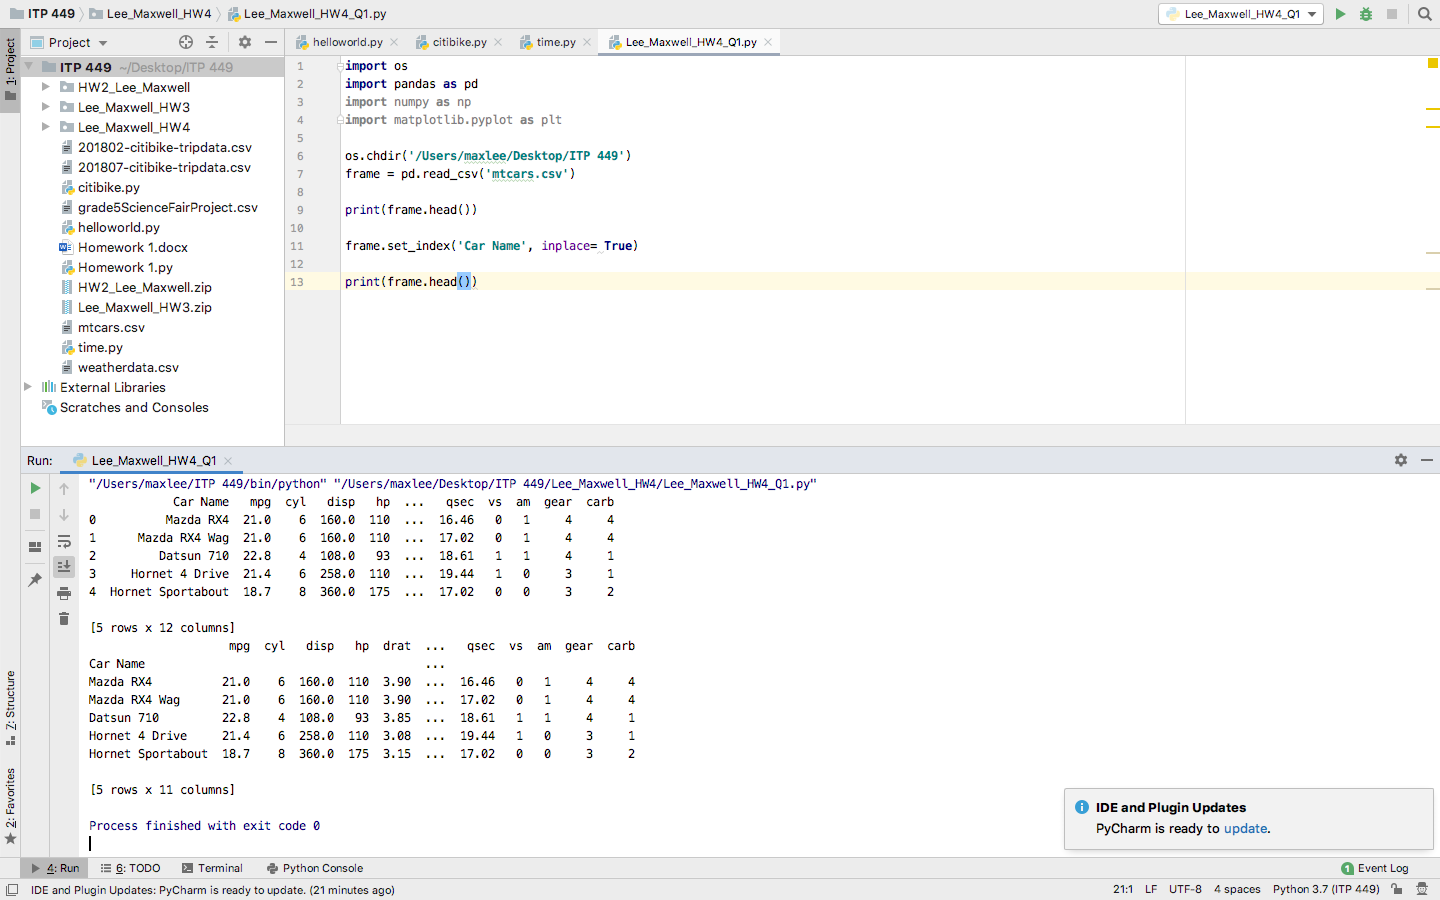 ITP 449 Lee_Maxwell_HW4 Lee_Maxwell_HW4_Q1.py Lee_Maxwell_HW4_Q1
Project helloworld.py citibike.py time.py Lee_Maxwell_HW4_Q1.py
1: Project
ITP 449 ~/Desktop/ITP 449
HW2_Lee_Maxwell
Lee_Maxwell_HW3
Lee_Maxwell_HW4
201802-citibike-tripdata.csv
201807-citibike-tripdata.csv
citibike.py
grade5ScienceFairProject.csv
helloworld.py
Homework 1.docx
Homework 1.py
HW2_Lee_Maxwell.zip
Lee_Maxwell_HW3.zip
mtcars.csv
time.py
weatherdata.csv
External Libraries
Scratches and Consoles
1 import os
2 import pandas as pd
3 import numpy as np
4 import matplotlib.pyplot as plt
5
6 os.chdir('/Users/maxlee/Desktop/ITP 449')
7 frame = pd.read_csv('mtcars.csv')
8
9 print(frame.head())
10
11 frame.set_index('Car Name', inplace= True)
12
13 print(frame.head())
Run: Lee_Maxwell_HW4_Q1
"/Users/maxlee/ITP 449/bin/python" "/Users/maxlee/Desktop/ITP 449/Lee_Maxwell_HW4/Lee_Maxwell_HW4_Q1.py"
Car Name mpg cyl disp hp ... qsec vs am gear carb
0 Mazda RX4 21.0 6 160.0 110 ... 16.46 0 1 4 4
1 Mazda RX4 Wag 21.0 6 160.0 110 ... 17.02 0 1 4 4
2 Datsun 710 22.8 4 108.0 93 ... 18.61 1 1 4 1
3 Hornet 4 Drive 21.4 6 258.0 110 ... 19.44 1 0 3 1
4 Hornet Sportabout 18.7 8 360.0 175 ... 17.02 0 0 3 2
[5 rows x 12 columns]
mpg cyl disp hp drat ... qsec vs am gear carb
Car Name ...
Mazda RX4 21.0 6 160.0 110 3.90 ... 16.46 0 1 4 4
Mazda RX4 Wag 21.0 6 160.0 110 3.90 ... 17.02 0 1 4 4
Datsun 710 22.8 4 108.0 93 3.85 ... 18.61 1 1 4 1
Hornet 4 Drive 21.4 6 258.0 110 3.08 ... 19.44 1 0 3 1
Hornet Sportabout 18.7 8 360.0 175 3.15 ... 17.02 0 0 3 2
[5 rows x 11 columns]
Process finished with exit code 0
7: Structure
2: Favorites
IDE and Plugin Updates
PyCharm is ready to update.
4: Run 6: TODO Terminal Python Console 1 Event Log
IDE and Plugin Updates: PyCharm is ready to update. (21 minutes ago) 21:1 LF UTF-8 4 spaces Python 3.7 (ITP 449)